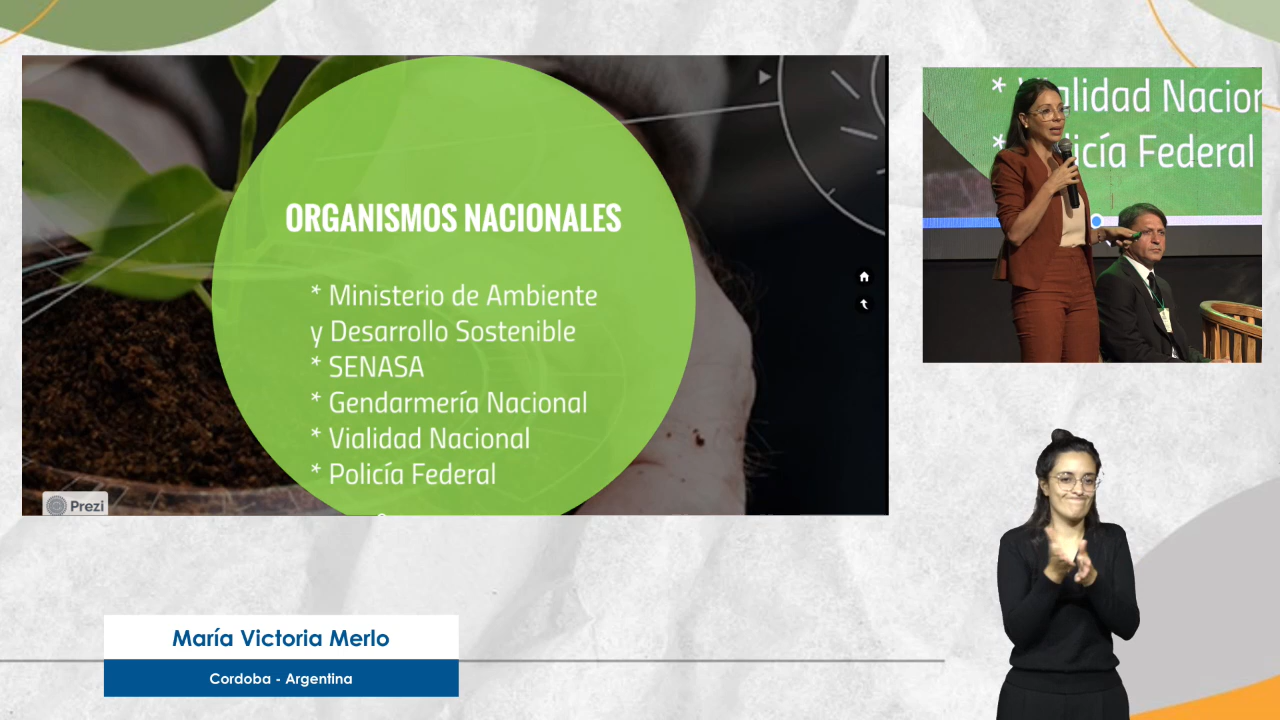 ORGANISMOS NACIONALES
* Ministerio de Ambiente
y Desarrollo Sostenible
* SENASA
* Gendarmería Nacional
* Vialidad Nacional
* Policía Federal
Prezi
* Vialidad Nacion
* Policía Federal
María Victoria Merlo
Cordoba - Argentina